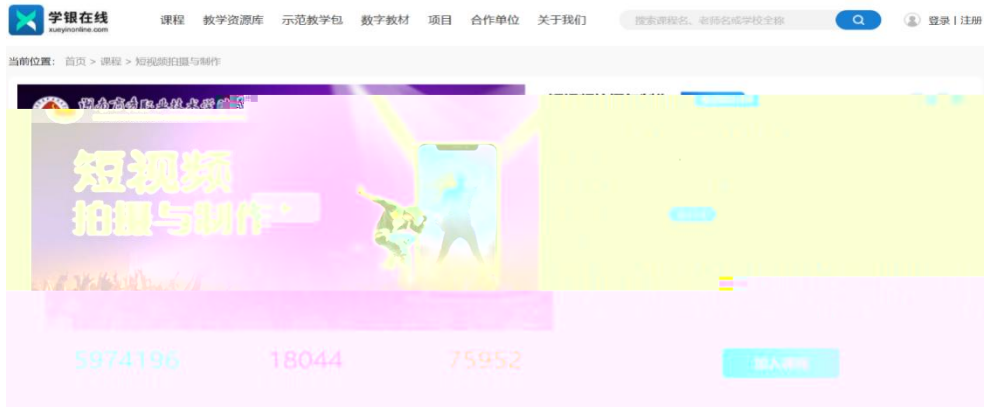 学银在线
xueyinonline.com
课程 教学资源库 示范教学包 数字教材 项目 合作单位 关于我们
搜索课程名、老师名或学校全称
登录 | 注册
当前位置： 首页 > 课程 > 短视频拍摄与制作
短视频
拍摄与制作
5974196 18044 75952
加入课程